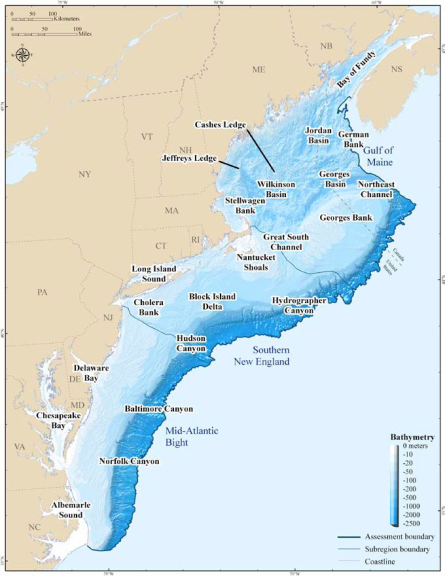 0 50 100
Kilometers
0 50 100
Miles
NB
NS
Bay of Fundy
ME
Cashes Ledge
Jordan
Basin
German
Bank
Gulf of
Maine
VT
NH
Jeffreys Ledge
NY
Wilkinson
Basin
Georges
Basin
Northeast
Channel
Stellwagen
Bank
MA
Georges Bank
CT
RI
Great South
Channel
Nantucket
Shoals
Canada
United
States
Long Island
Sound
PA
Cholera
Bank
Block Island
Delta
Hydrographer
Canyon
NJ
Hudson
Canyon
Southern
New England
Delaware
Bay
MD
Chesapeake
Bay
Baltimore Canyon
Mid-Atlantic
Bight
VA
Norfolk Canyon
Albemarle
Sound
NC
Bathymetry
0 meters
-10
-20
-50
-100
-200
-500
-1000
-2000
-2500
Assessment boundary
Subregion boundary
Coastline